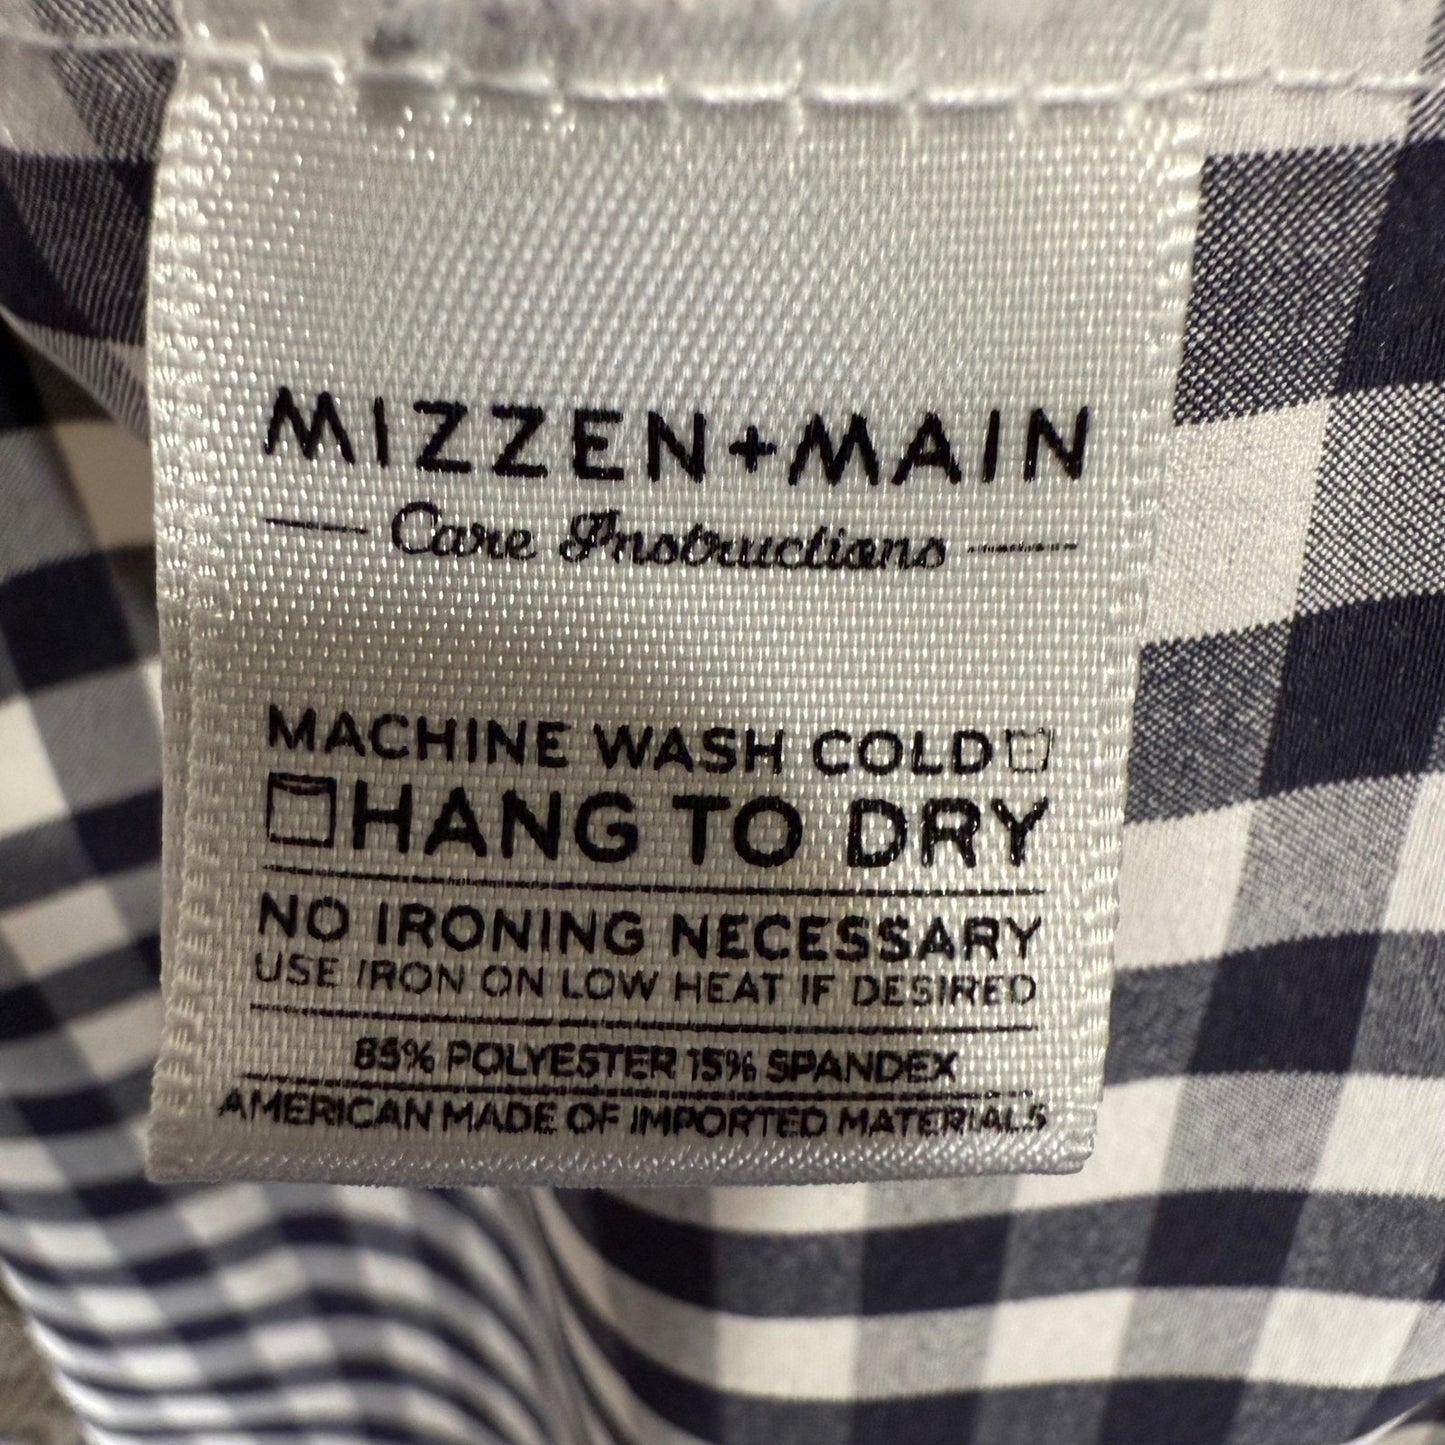 MIZZEN+MAIN
Care Instructions
MACHINE WASH COLD
HANG TO DRY
NO IRONING NECESSARY
USE IRON ON LOW HEAT IF DESIRED
85% POLYESTER 15% SPANDEX
AMERICAN MADE OF IMPORTED MATERIALS